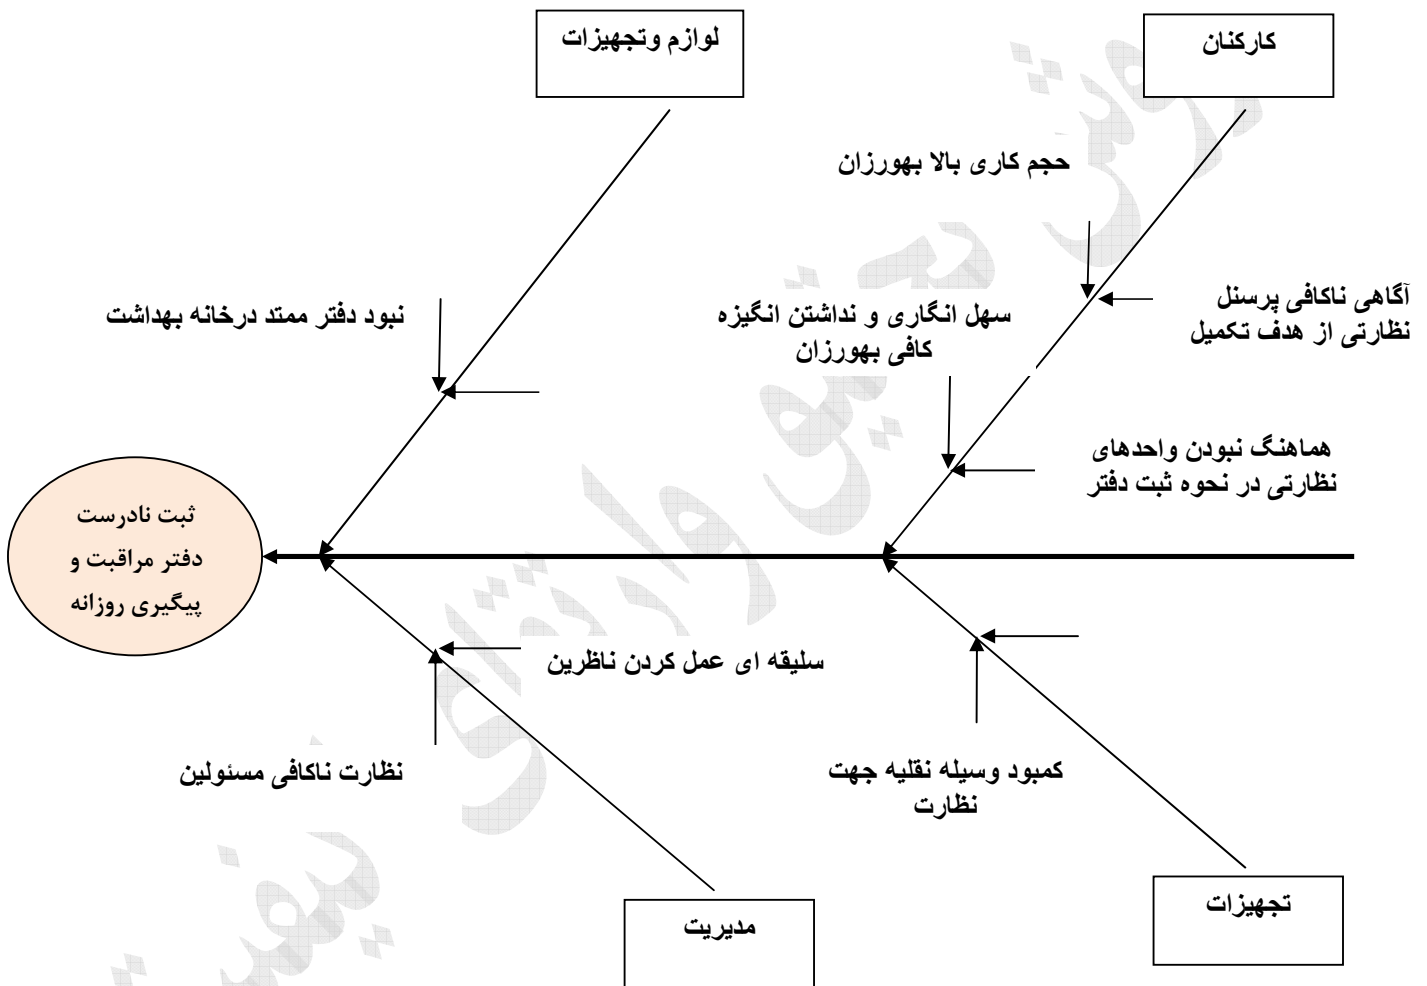 کارکنان
لوازم وتجهیزات
حجم کاری بالا بهورزان
آگاهی ناکافی پرسنل
نظارتی از هدف تکمیل
سهل انگاری و نداشتن انگیزه
کافی بهورزان
نبود دفتر ممتد درخانه بهداشت
هماهنگ نبودن واحدهای
نظارتی در نحوه ثبت دفتر
ثبت نادرست
دفتر مراقبت و
پیگیری روزانه
سلیقه ای عمل کردن ناظرین
کمبود وسیله نقلیه جهت
نظارت
نظارت ناکافی مسئولین
تجهیزات
مدیریت